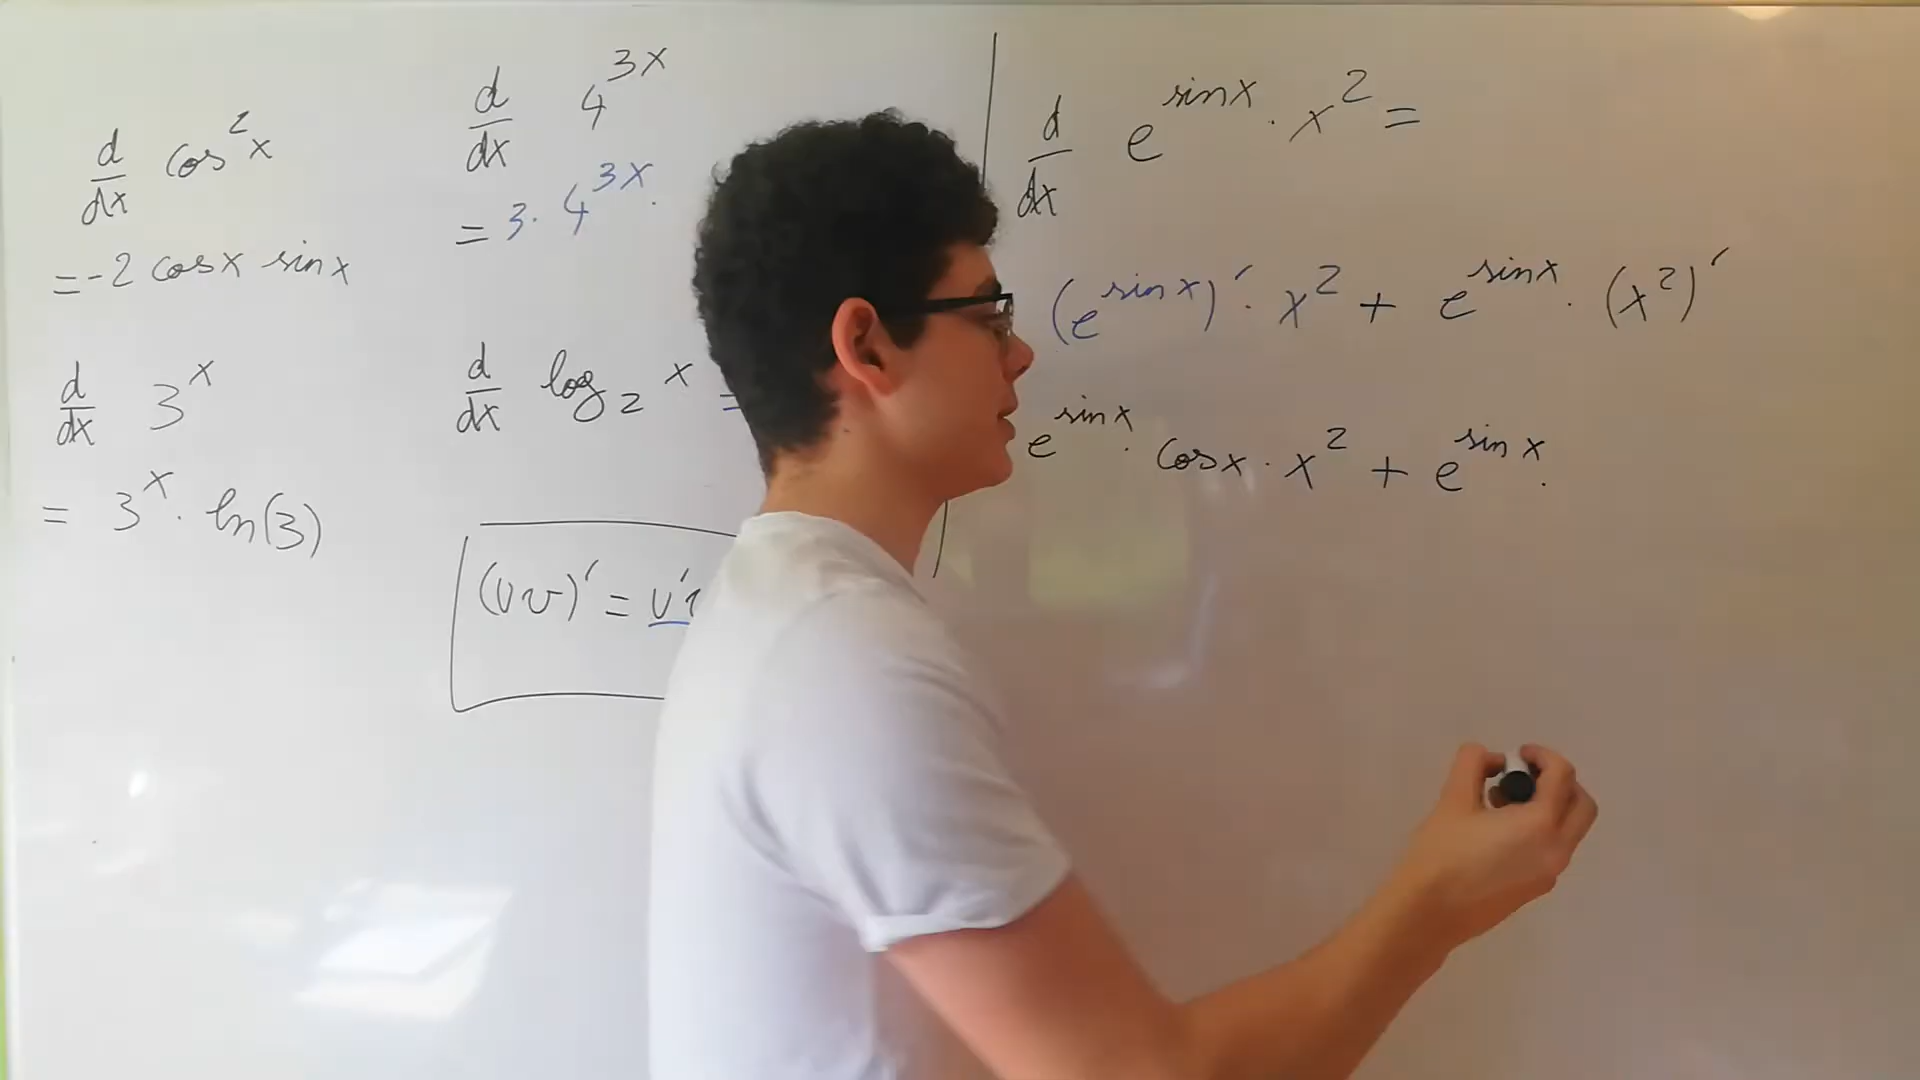 d/dx cos²x
= -2 cosx sinx
d/dx 3^x
= 3^x · ln(3)
d/dx 4^{3x}
= 3 · 4^{3x} ·
d/dx log₂ x =
(uv)' = u'
d/dx e^{sinx} · x² =
(e^{sinx})' · x² + e^{sinx} · (x²)'
e^{sinx} · cosx · x² + e^{sinx} ·